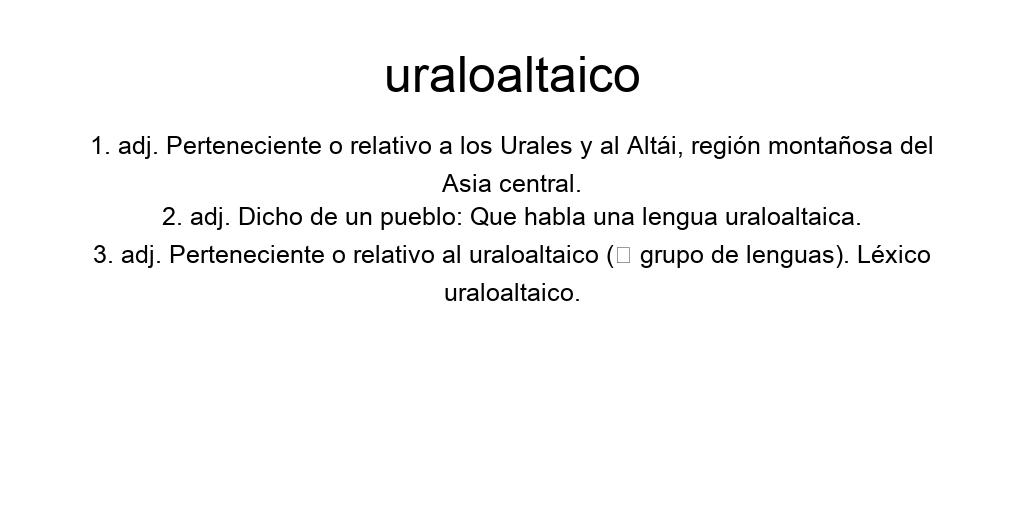 uraloaltaico
1. adj. Perteneciente o relativo a los Urales y al Altái, región montañosa del
Asia central.
2. adj. Dicho de un pueblo: Que habla una lengua uraloaltaica.
3. adj. Perteneciente o relativo al uraloaltaico (□ grupo de lenguas). Léxico
uraloaltaico.